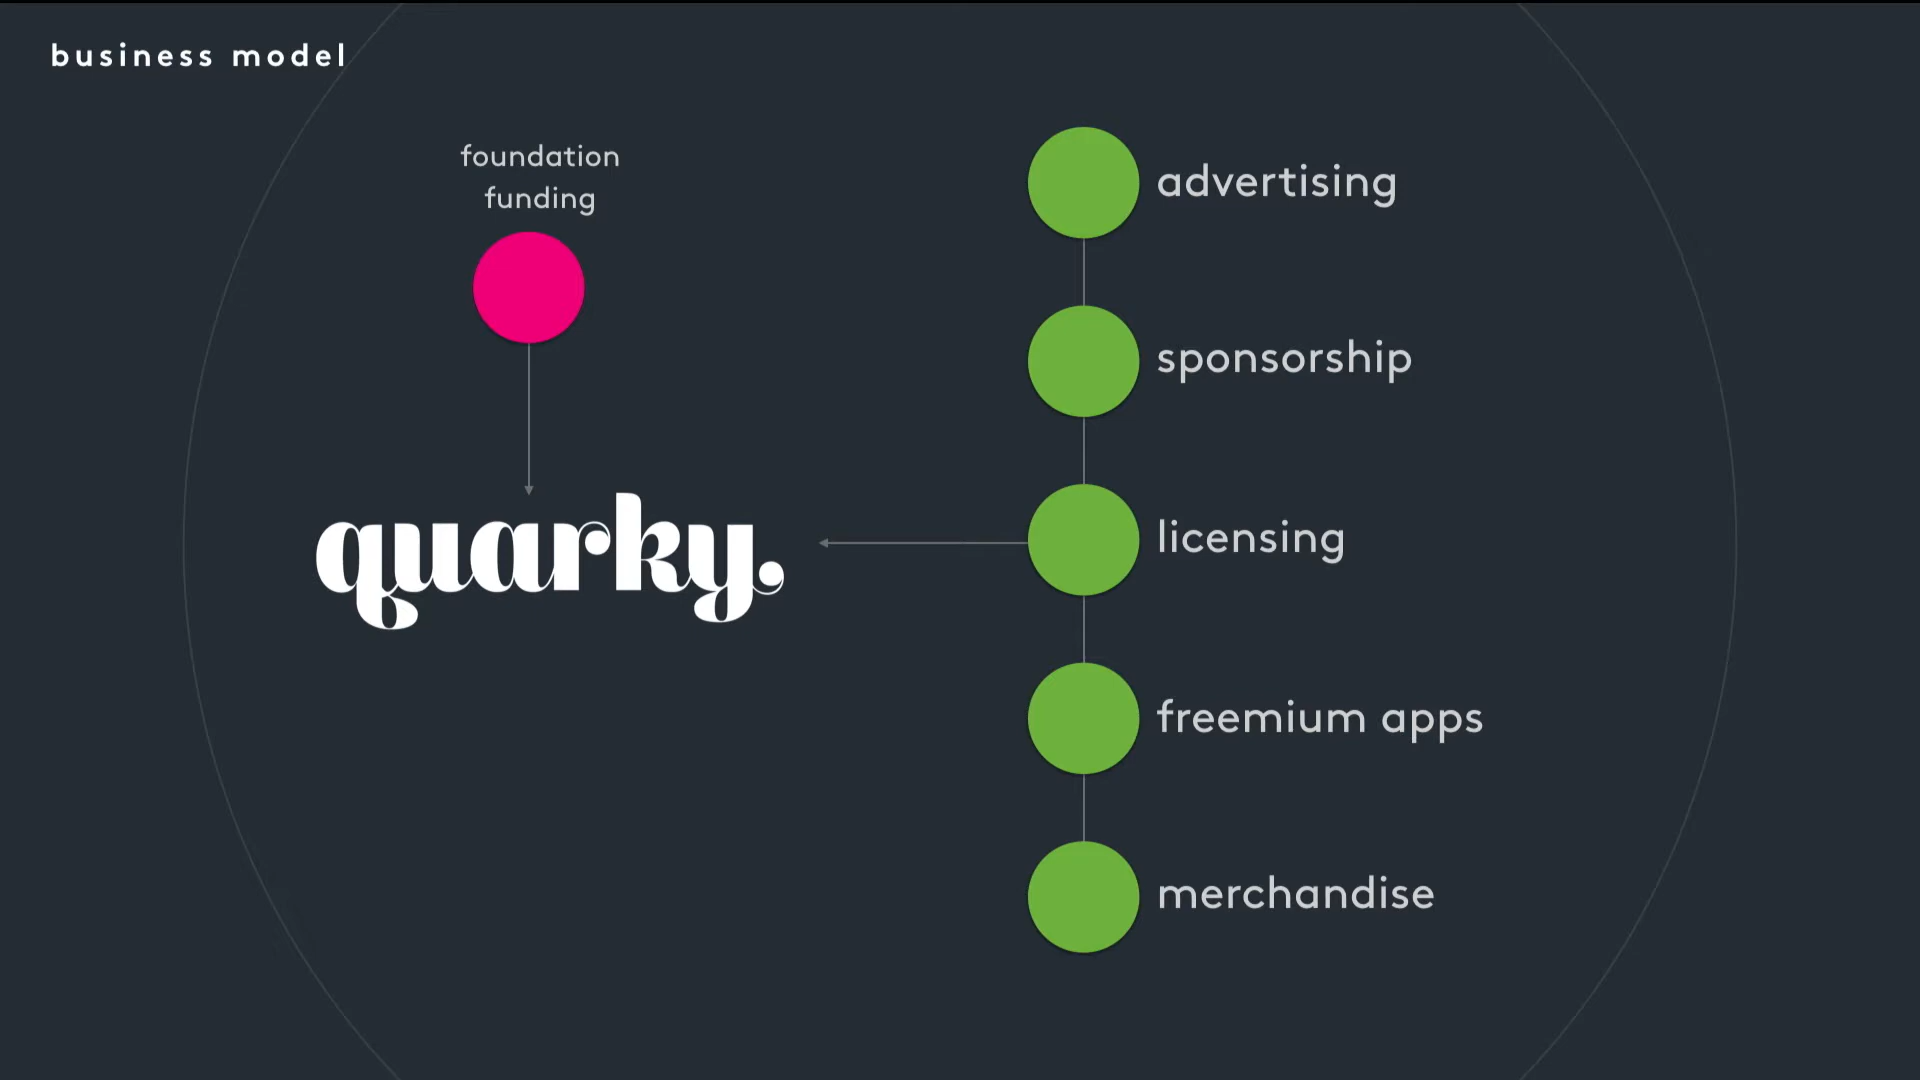 business model
foundation
funding
quarky.
advertising
sponsorship
licensing
freemium apps
merchandise